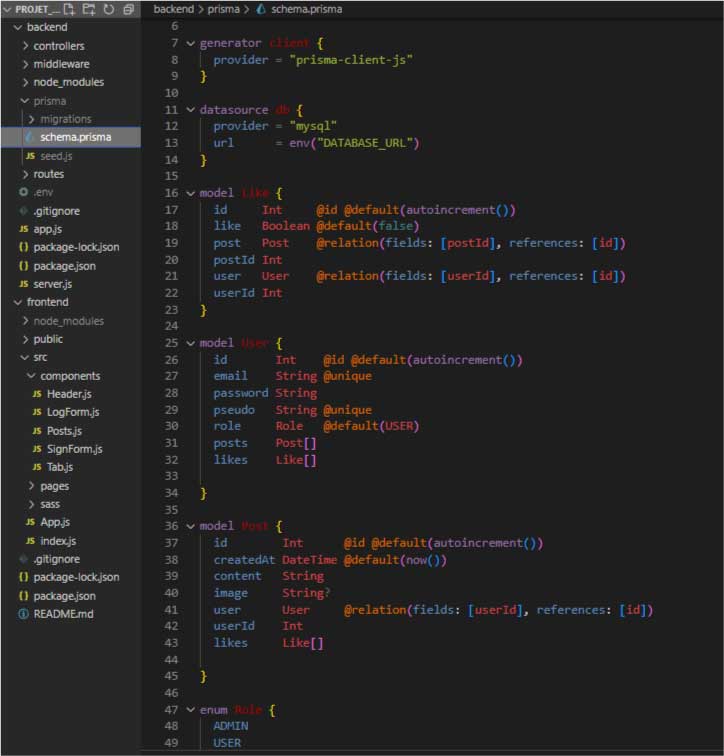 PROJET_...
backend
controllers
middleware
node_modules
prisma
migrations
schema.prisma
JS seed.js
routes
.env
.gitignore
JS app.js
{} package-lock.json
{} package.json
JS server.js
frontend
node_modules
public
src
components
JS Header.js
JS LogForm.js
JS Posts.js
JS SignForm.js
JS Tab.js
pages
sass
JS App.js
JS index.js
.gitignore
{} package-lock.json
{} package.json
README.md
backend > prisma > schema.prisma
6
7 generator client {
8 provider = "prisma-client-js"
9 }
10
11 datasource db {
12 provider = "mysql"
13 url = env("DATABASE_URL")
14 }
15
16 model Like {
17 id Int @id @default(autoincrement())
18 like Boolean @default(false)
19 post Post @relation(fields: [postId], references: [id])
20 postId Int
21 user User @relation(fields: [userId], references: [id])
22 userId Int
23 }
24
25 model User {
26 id Int @id @default(autoincrement())
27 email String @unique
28 password String
29 pseudo String @unique
30 role Role @default(USER)
31 posts Post[]
32 likes Like[]
33
34 }
35
36 model Post {
37 id Int @id @default(autoincrement())
38 createdAt DateTime @default(now())
39 content String
40 image String?
41 user User @relation(fields: [userId], references: [id])
42 userId Int
43 likes Like[]
44
45 }
46
47 enum Role {
48 ADMIN
49 USER